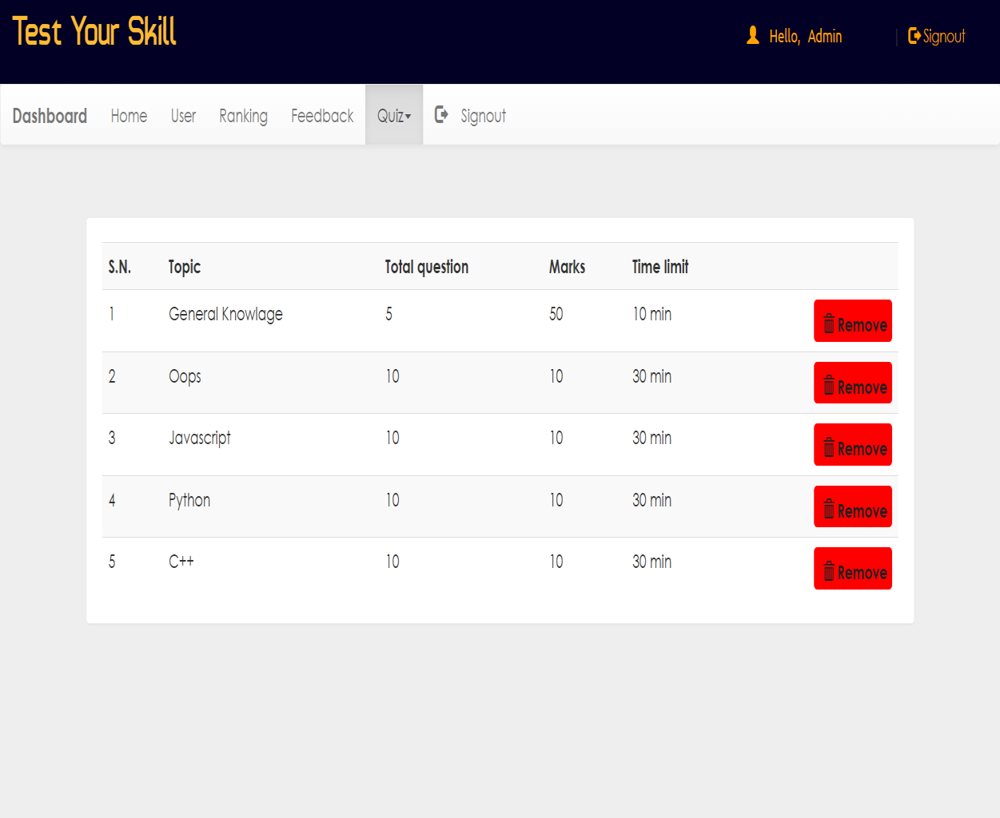 Test Your Skill
Hello, Admin | Signout
Dashboard Home User Ranking Feedback Quiz Signout
S.N. Topic Total question Marks Time limit
1 General Knowlage 5 50 10 min Remove
2 Oops 10 10 30 min Remove
3 Javascript 10 10 30 min Remove
4 Python 10 10 30 min Remove
5 C++ 10 10 30 min Remove